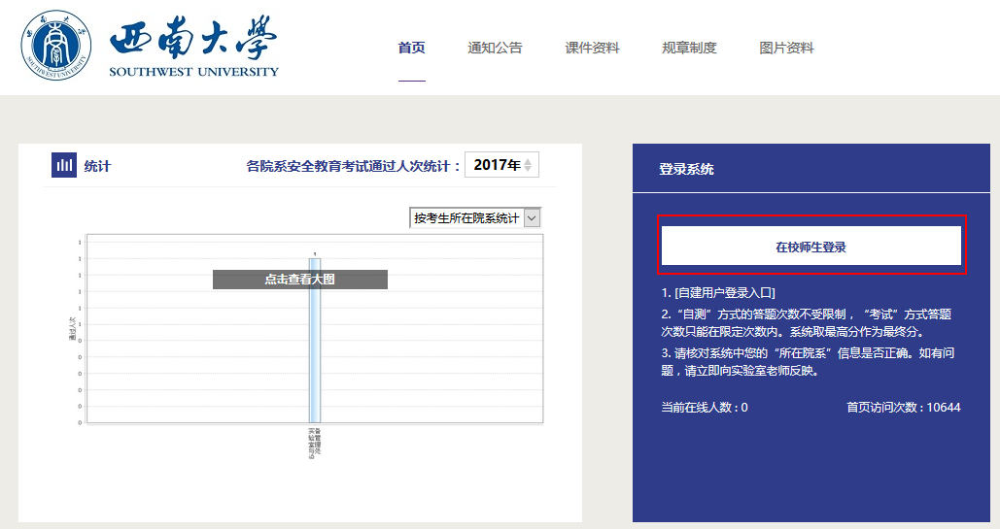 西南大学
SOUTHWEST UNIVERSITY
西南大學
SOUTHWEST UNIVERSITY
首页 通知公告 课件资料 规章制度 图片资料
统计
各院系安全教育考试通过人次统计： 2017年
按考生所在院系统计
点击查看大图
通过人次
1
1
1
1
1
1
0
0
0
0
0
0
1
实验室与设备管理处
登录系统
在校师生登录
1. [自建用户登录入口]
2.“自测”方式的答题次数不受限制，“考试”方式答题
次数只能在限定次数内。系统取最高分作为最终分。
3. 请核对系统中您的“所在院系”信息是否正确。如有问
题，请立即向实验室老师反映。
当前在线人数 : 0 首页访问次数 : 10644